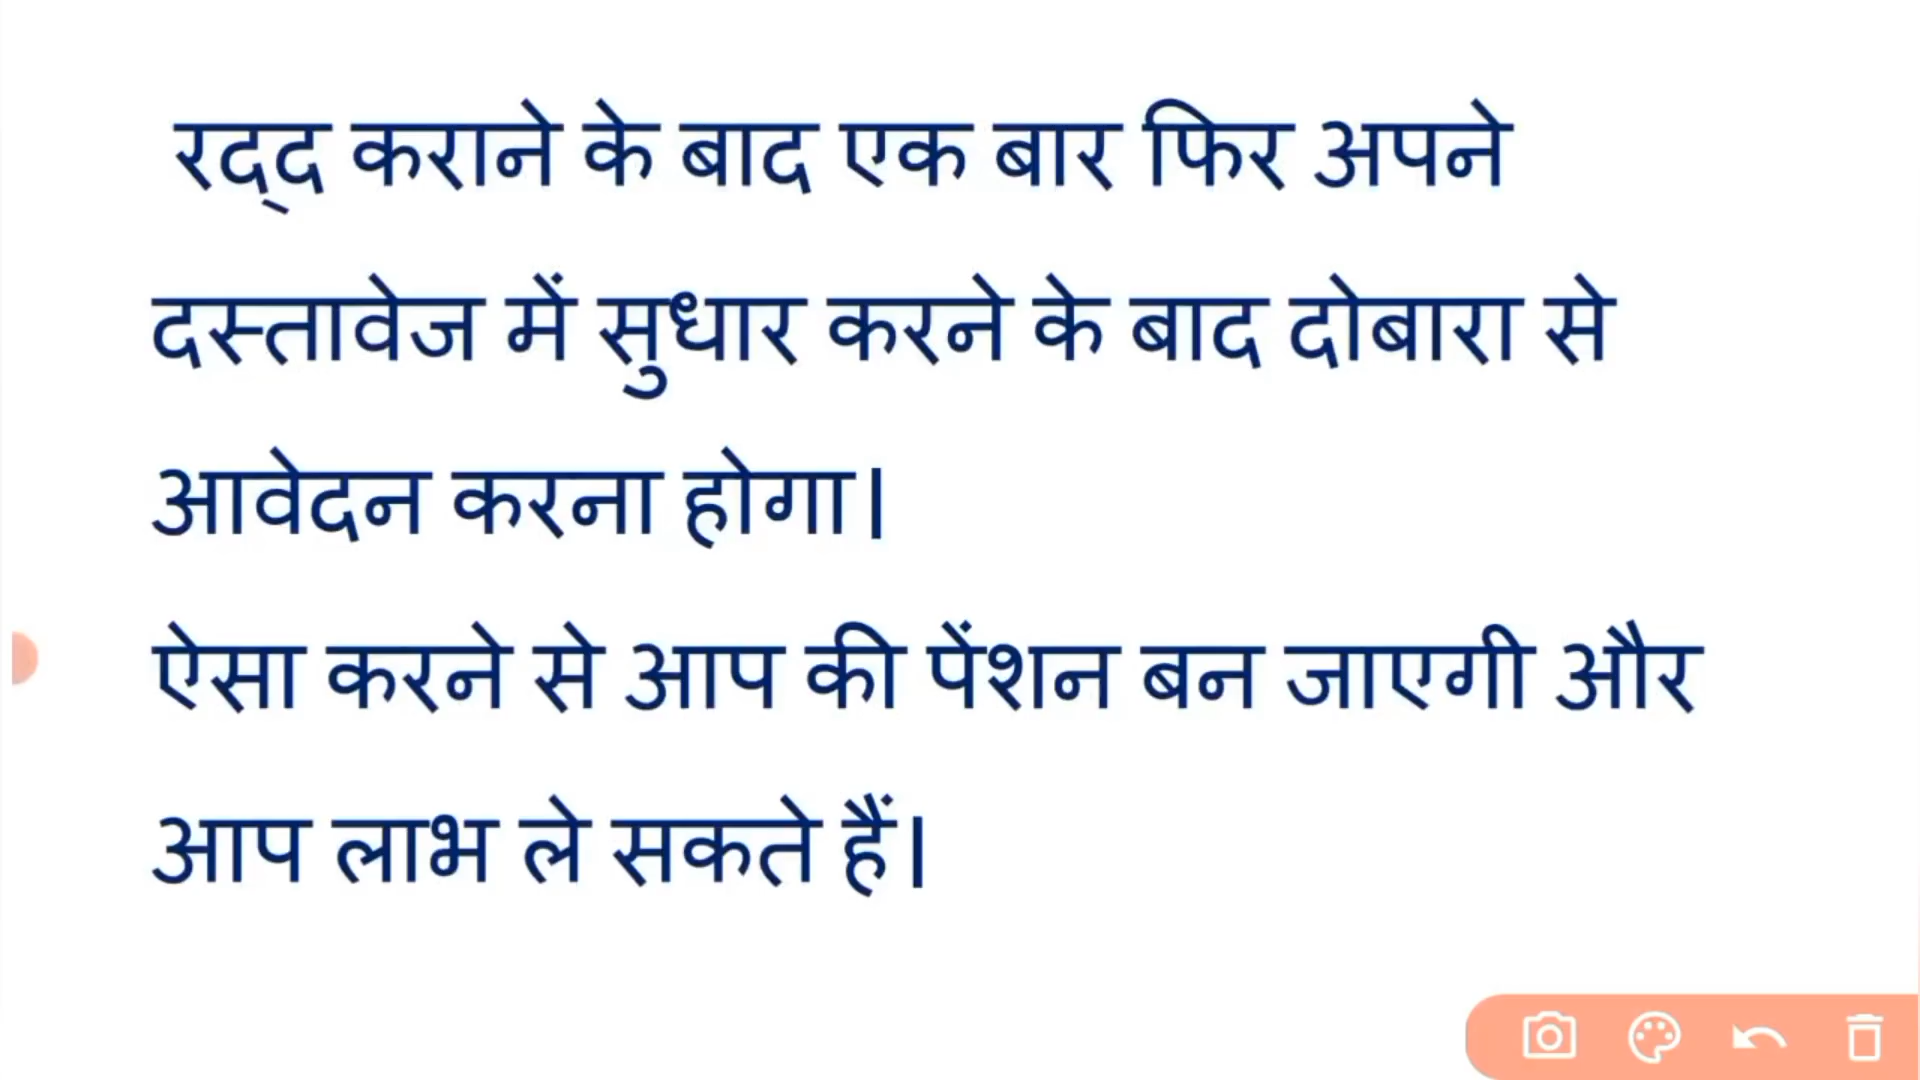 रद्‌द कराने के बाद एक बार फिर अपने
दस्तावेज में सुधार करने के बाद दोबारा से
आवेदन करना होगा।
ऐसा करने से आप की पेंशन बन जाएगी और
आप लाभ ले सकते हैं।